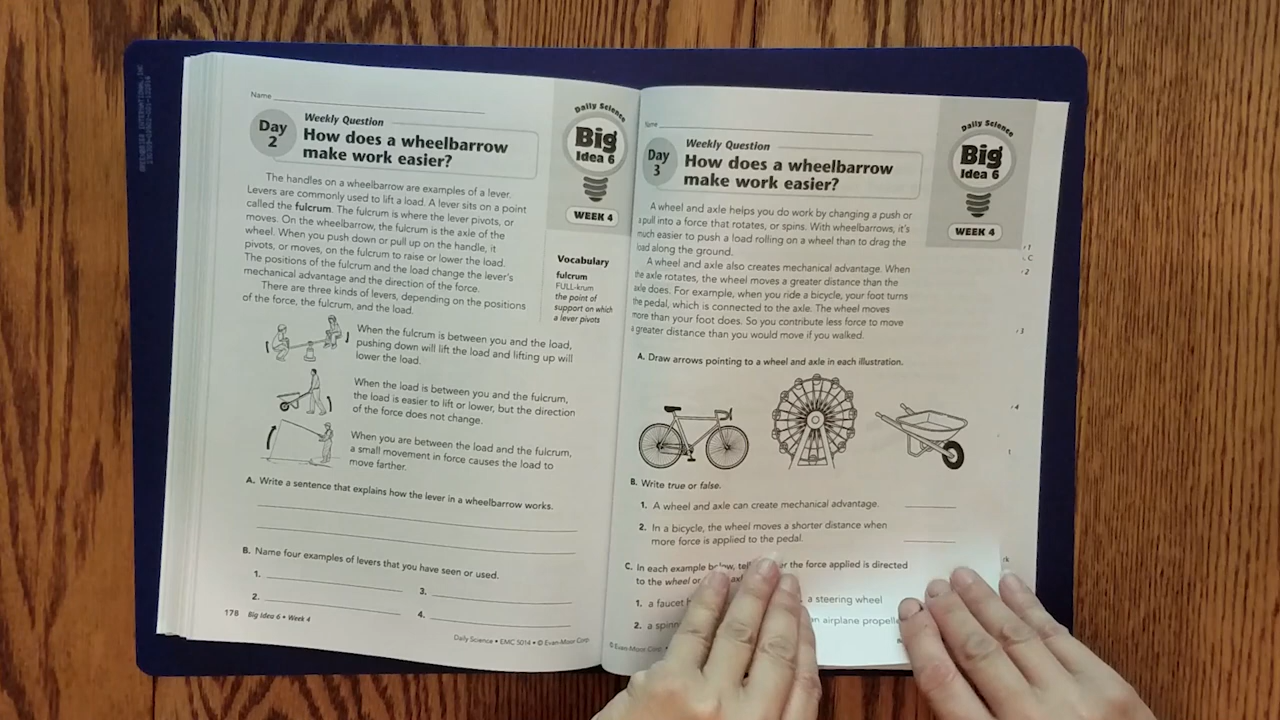 Name
Day
2
Weekly Question
How does a wheelbarrow
make work easier?
Daily Science
Big
Idea 6
WEEK 4
The handles on a wheelbarrow are examples of a lever.
Levers are commonly used to lift a load. A lever sits on a point
called the fulcrum. The fulcrum is where the lever pivots, or
moves. On the wheelbarrow, the fulcrum is the axle of the
wheel. When you push down or pull up on the handle, it
pivots, or moves, on the fulcrum to raise or lower the load.
The positions of the fulcrum and the load change the lever's
mechanical advantage and the direction of the force.
There are three kinds of levers, depending on the positions
of the force, the fulcrum, and the load.
Vocabulary
fulcrum
FULL-krum
the point of
support on which
a lever pivots
When the fulcrum is between you and the load,
pushing down will lift the load and lifting up will
lower the load.
When the load is between you and the fulcrum,
the load is easier to lift or lower, but the direction
of the force does not change.
When you are between the load and the fulcrum,
a small movement in force causes the load to
move farther.
A. Write a sentence that explains how the lever in a wheelbarrow works.
B. Name four examples of levers that you have seen or used.
1.
3.
2.
4.
178 Big Idea 6 • Week 4
Daily Science • EMC 5014 • © Evan-Moor Corp.
Name
Day
3
Weekly Question
How does a wheelbarrow
make work easier?
Daily Science
Big
Idea 6
WEEK 4
A wheel and axle helps you do work by changing a push or
a pull into a force that rotates, or spins. With wheelbarrows, it's
much easier to push a load rolling on a wheel than to drag the
load along the ground.
A wheel and axle also creates mechanical advantage. When
the axle rotates, the wheel moves a greater distance than the
axle does. For example, when you ride a bicycle, your foot turns
the pedal, which is connected to the axle. The wheel moves
more than your foot does. So you contribute less force to move
a greater distance than you would move if you walked.
A. Draw arrows pointing to a wheel and axle in each illustration.
B. Write true or false.
1. A wheel and axle can create mechanical advantage.
2. In a bicycle, the wheel moves a shorter distance when
more force is applied to the pedal.
C. In each example below, tell the force applied is directed
to the wheel or
1. a faucet
a steering wheel
2. a
airplane
© Evan-Moor Corp.